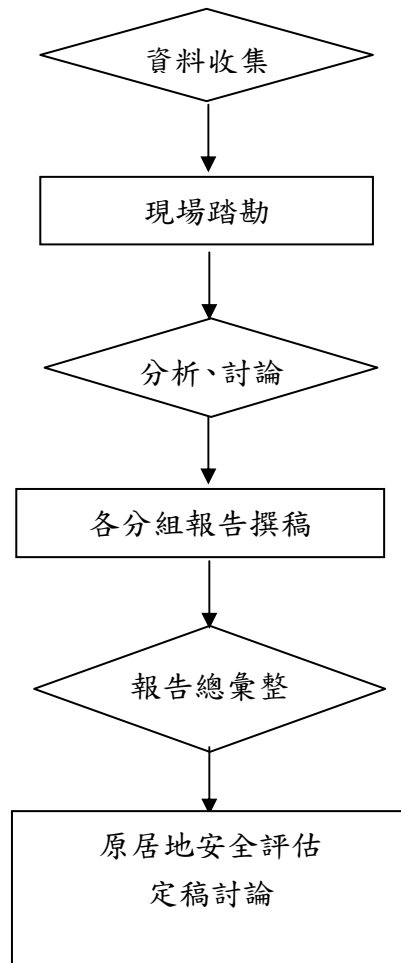 資料收集
現場踏勘
分析、討論
各分組報告撰稿
報告總彙整
原居地安全評估
定稿討論